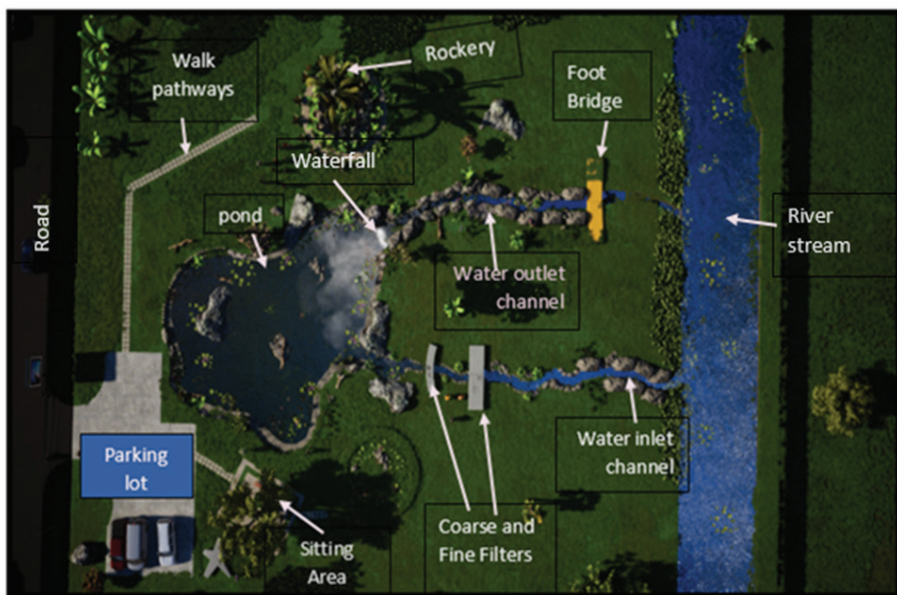 Walk
pathways
Rockery
Foot
Bridge
Waterfall
Road
pond
River
stream
Water outlet
channel
Water inlet
channel
Parking
lot
Sitting
Area
Coarse and
Fine Filters